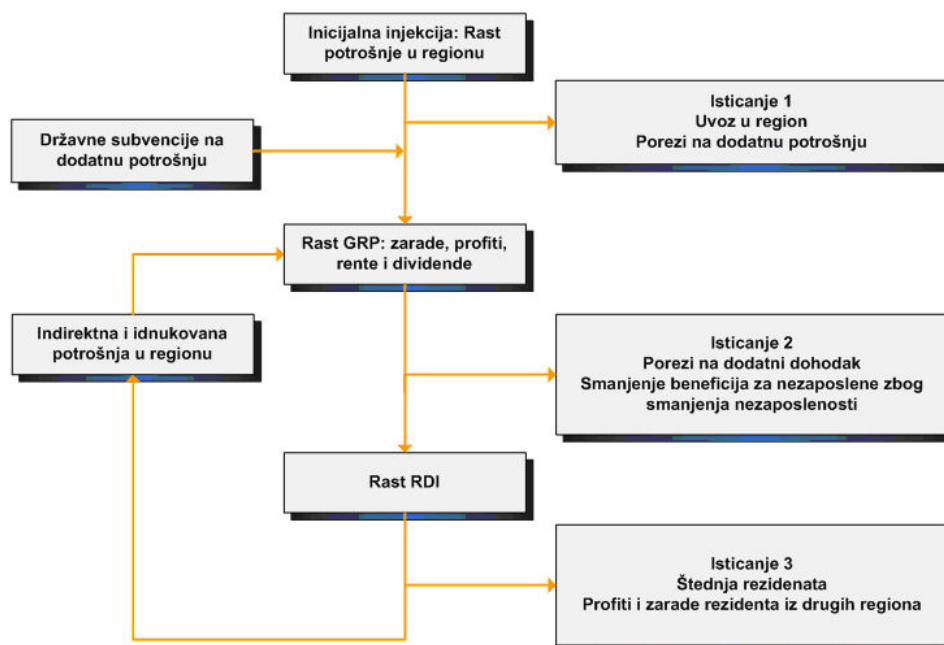 Inicijalna injekcija: Rast
potrošnje u regionu
Isticanje 1
Uvoz u region
Porezi na dodatnu potrošnju
Državne subvencije na
dodatnu potrošnju
Rast GRP: zarade, profiti,
rente i dividende
Indirektna i idnukovana
potrošnja u regionu
Isticanje 2
Porezi na dodatni dohodak
Smanjenje beneficija za nezaposlene zbog
smanjenja nezaposlenosti
Rast RDI
Isticanje 3
Štednja rezidenata
Profiti i zarade rezidenta iz drugih regiona